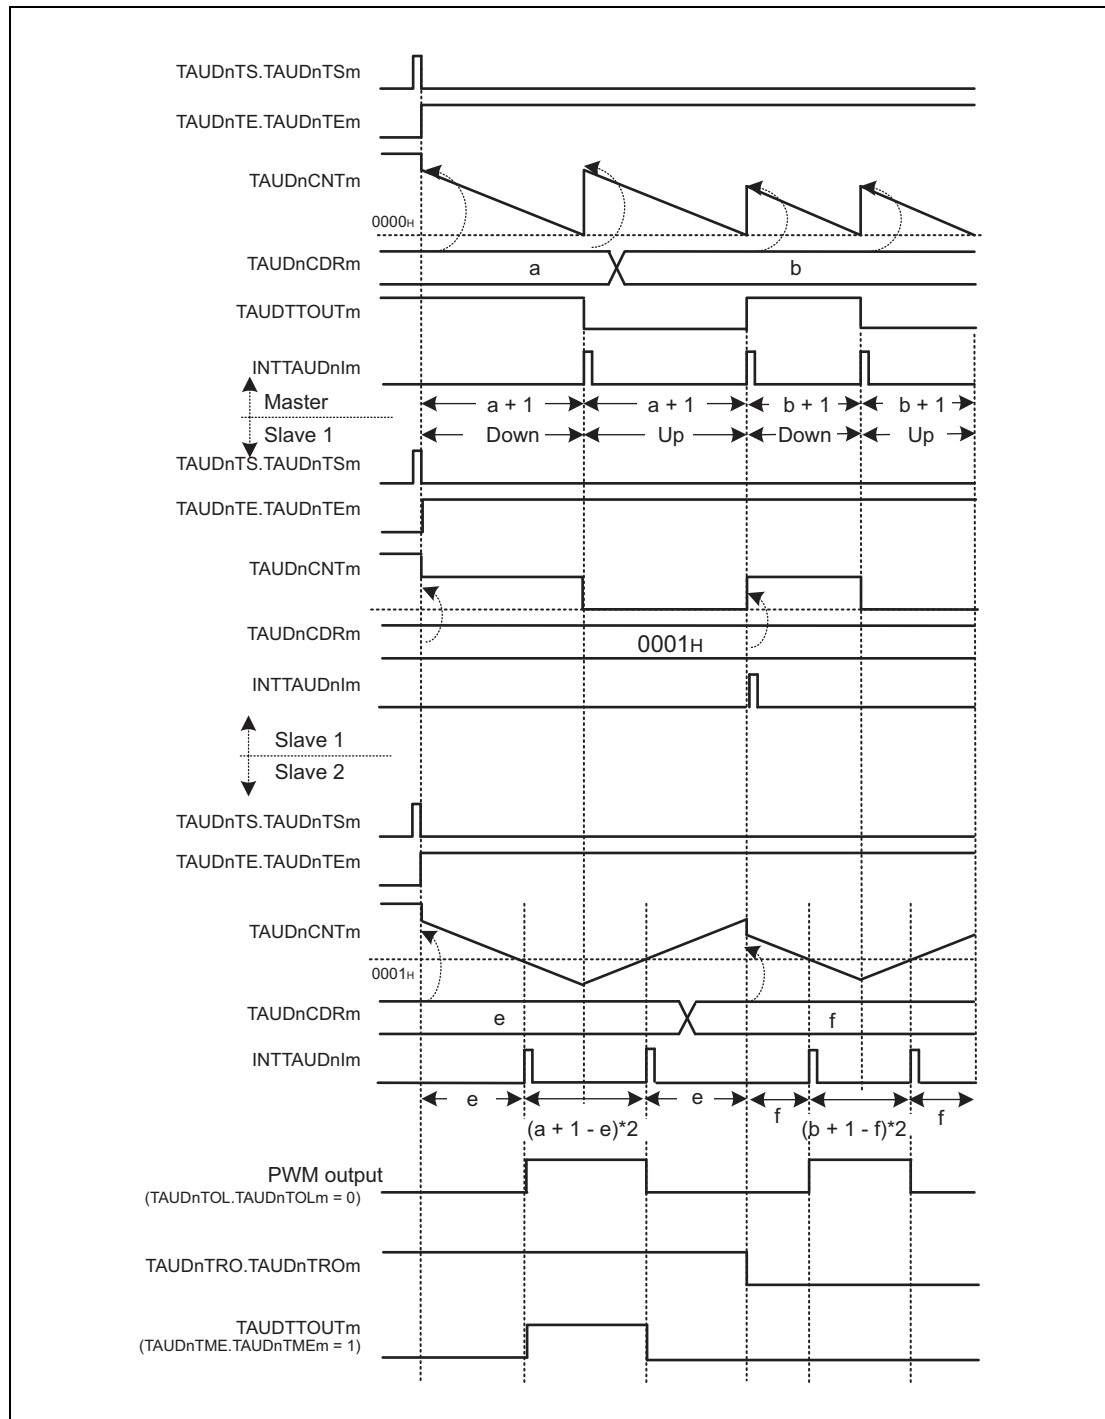 TAUDnTS.TAUDnTSm
TAUDnTE.TAUDnTEm
TAUDnCNTm
0000H
TAUDnCDRm
a
b
TAUDTTOUTm
INTTAUDnIm
Master
a + 1
a + 1
b + 1
b + 1
Slave 1
Down
Up
Down
Up
TAUDnTS.TAUDnTSm
TAUDnTE.TAUDnTEm
TAUDnCNTm
TAUDnCDRm
0001H
INTTAUDnIm
Slave 1
Slave 2
TAUDnTS.TAUDnTSm
TAUDnTE.TAUDnTEm
TAUDnCNTm
0001H
TAUDnCDRm
e
f
INTTAUDnIm
e
e
f
f
(a + 1 - e)*2
(b + 1 - f)*2
PWM output
(TAUDnTOL.TAUDnTOLm = 0)
TAUDnTRO.TAUDnTROm
TAUDTTOUTm
(TAUDnTME.TAUDnTMEm = 1)